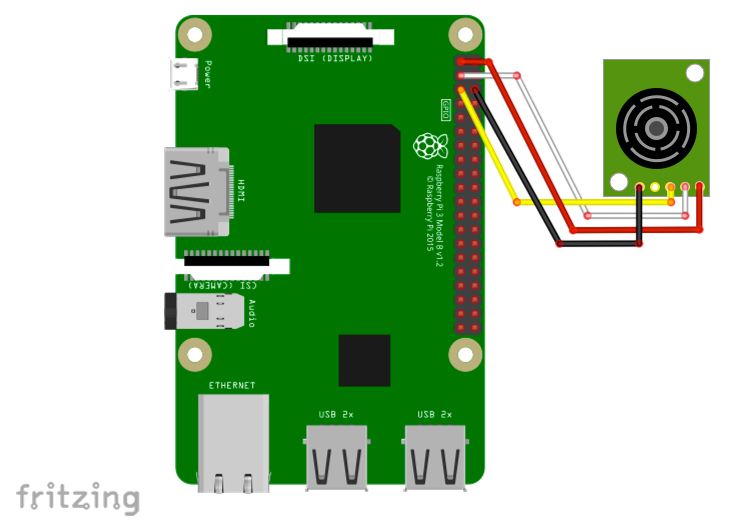 DSI (DISPLAY)
Power
GPIO
HDMI
Raspberry Pi 3 Model B v1.2
© Raspberry Pi 2015
CSI (CAMERA)
Audio
ETHERNET
USB 2x
USB 2x
fritzing